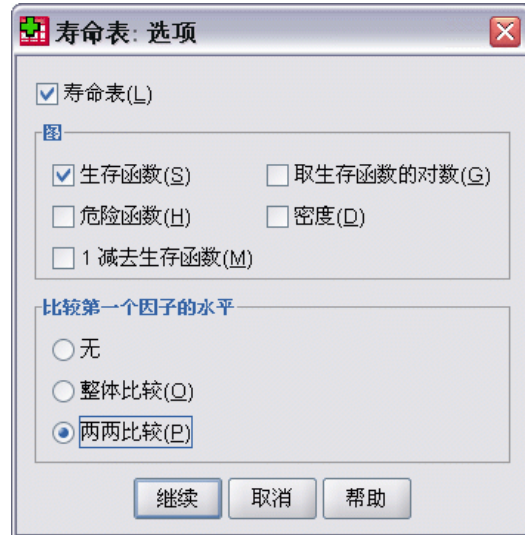 寿命表: 选项
寿命表(L)
图
生存函数(S) 取生存函数的对数(G)
危险函数(H) 密度(D)
1 减去生存函数(M)
比较第一个因子的水平
无
整体比较(O)
两两比较(P)
继续 取消 帮助